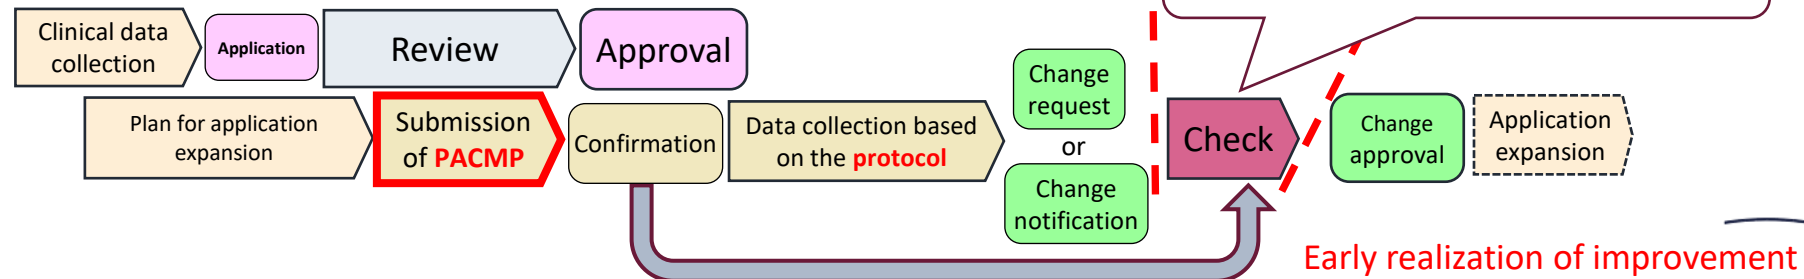 Clinical data
collection
Application
Review
Approval
Plan for application
expansion
Submission
of PACMP
Confirmation
Data collection based
on the protocol
Change
request
or
Change
notification
Check
Change
approval
Application
expansion
Early realization of improvement